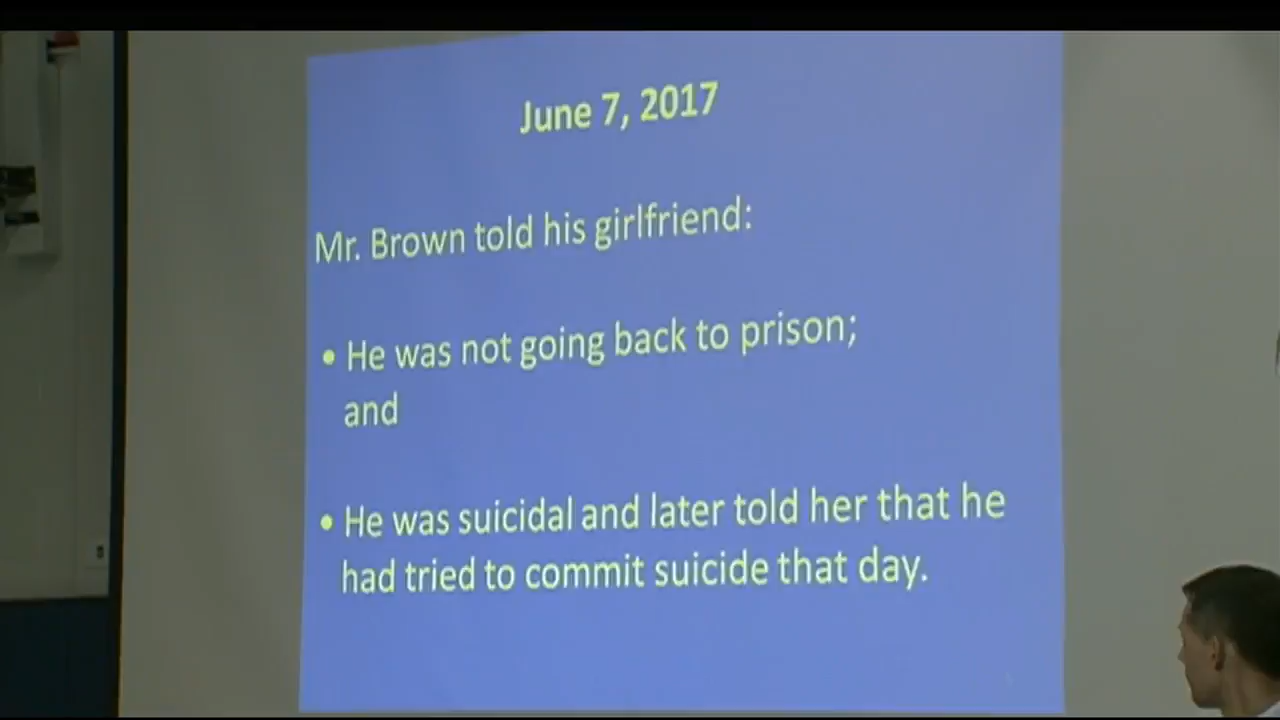 June 7, 2017
Mr. Brown told his girlfriend:
• He was not going back to prison;
and
• He was suicidal and later told her that he
had tried to commit suicide that day.